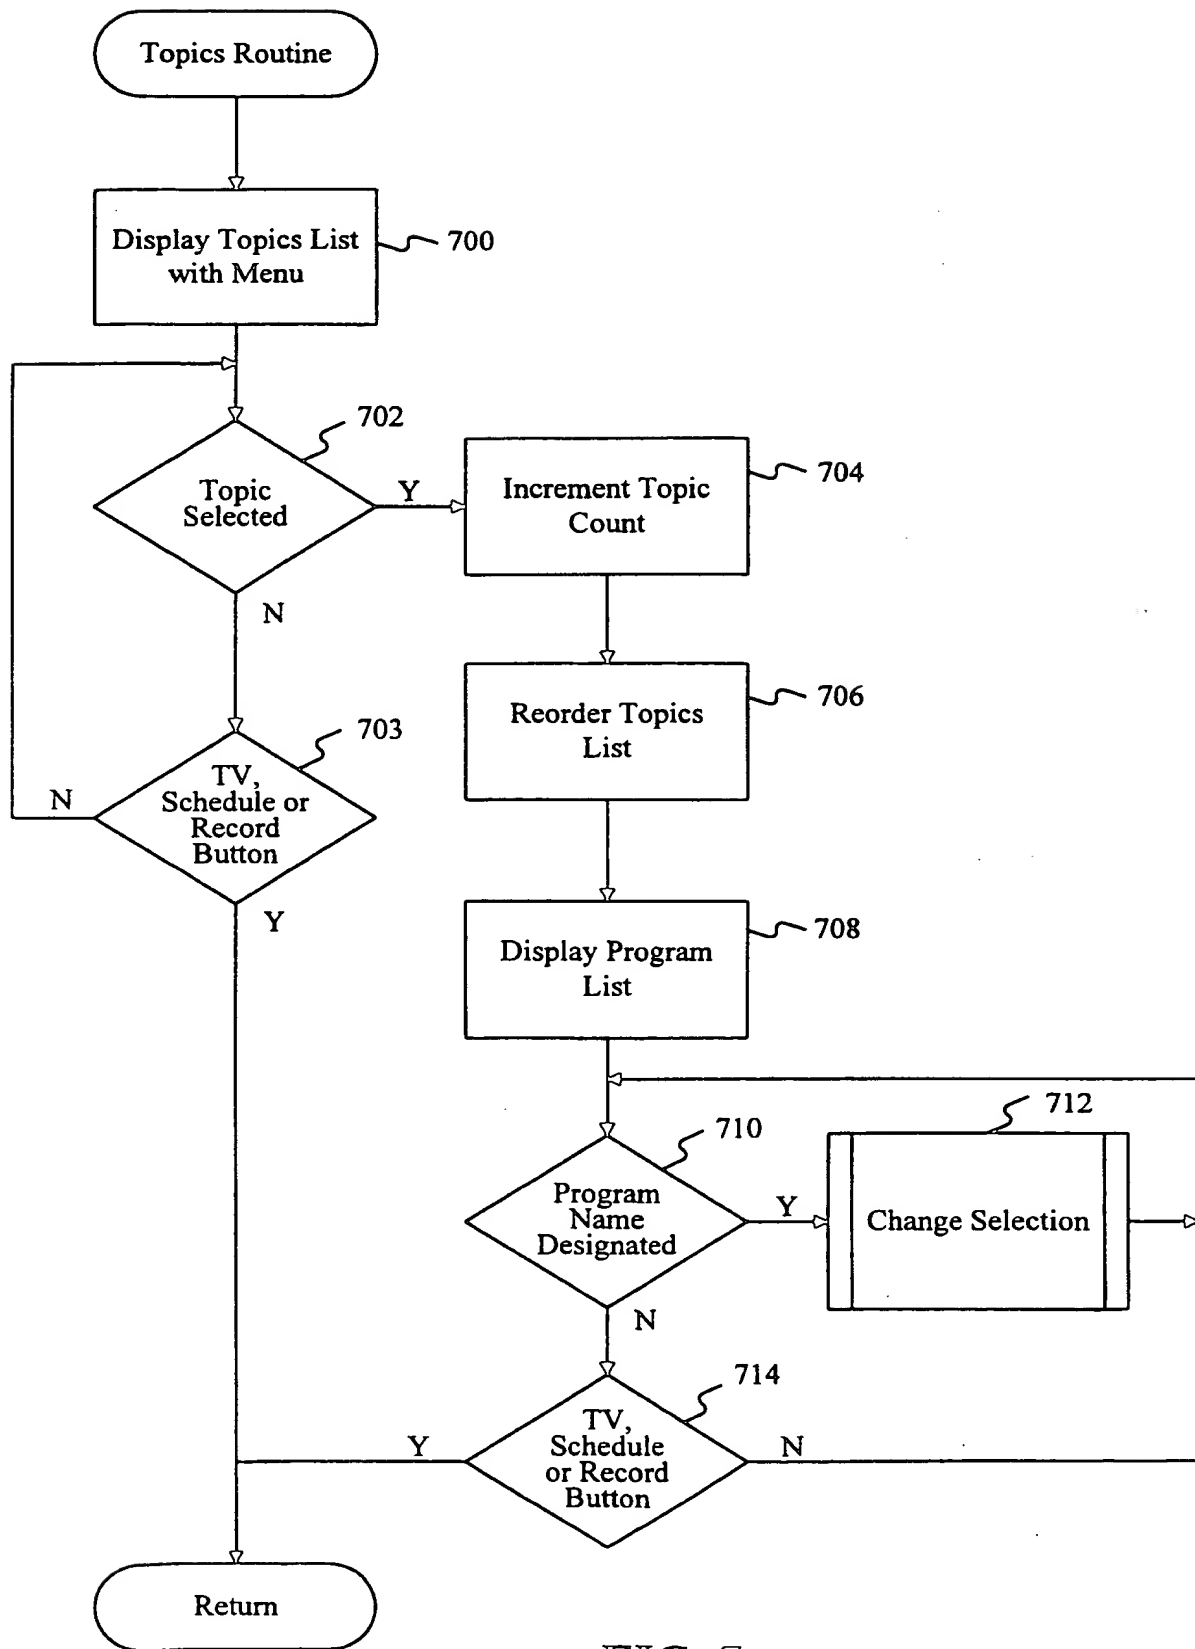 Topics Routine
Display Topics List
with Menu
700
702
Topic
Selected
Y
N
Increment Topic
Count
704
Reorder Topics
List
706
703
TV,
Schedule or
Record
Button
N
Y
Display Program
List
708
710
Program
Name
Designated
Y
N
712
Change Selection
714
TV,
Schedule
or Record
Button
Y
N
Return